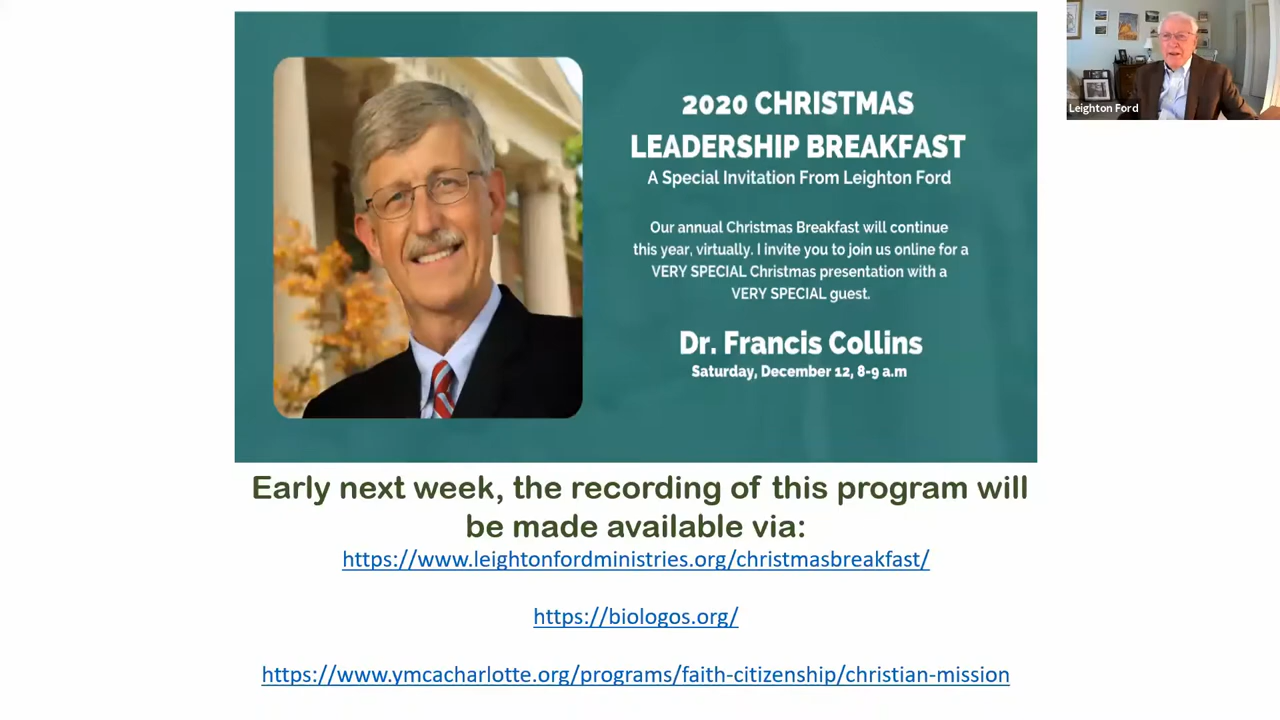 2020 CHRISTMAS
LEADERSHIP BREAKFAST
A Special Invitation From Leighton Ford
Our annual Christmas Breakfast will continue
this year, virtually. I invite you to join us online for a
VERY SPECIAL Christmas presentation with a
VERY SPECIAL guest.
Dr. Francis Collins
Saturday, December 12, 8-9 a.m
Leighton Ford
Early next week, the recording of this program will
be made available via:
https://www.leightonfordministries.org/christmasbreakfast/
https://biologos.org/
https://www.ymcacharlotte.org/programs/faith-citizenship/christian-mission